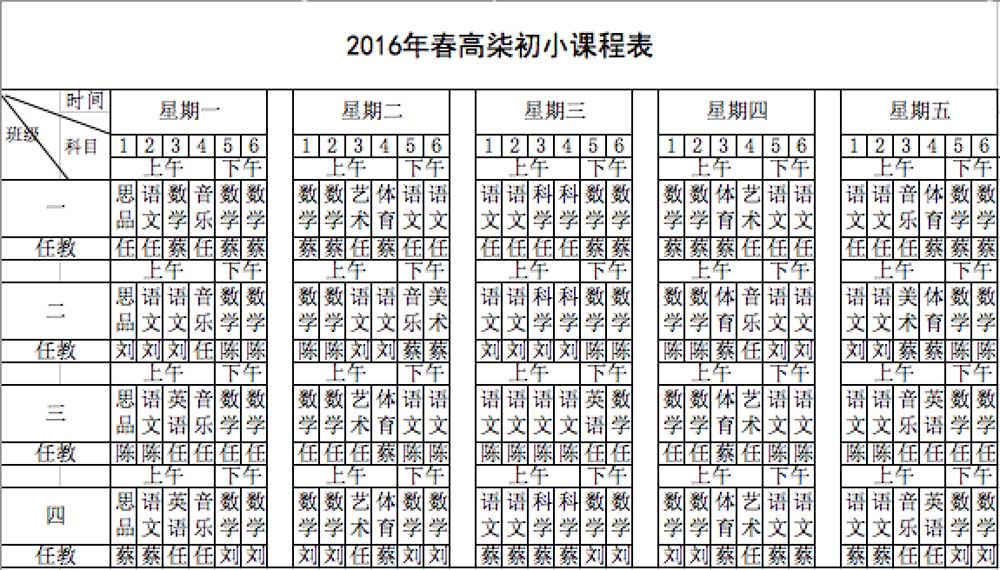 2016年春高柒初小课程表
时间 星期一 星期二 星期三 星期四 星期五
班级 科目 1 2 3 4 5 6 1 2 3 4 5 6 1 2 3 4 5 6 1 2 3 4 5 6 1 2 3 4 5 6
上午 下午 上午 下午 上午 下午 上午 下午 上午 下午
一 思品 语文 数学 音乐 数学 数学 数学 数学 艺术 体育 语文 语文 语文 语文 科学 科学 数学 数学 数学 数学 体育 艺术 语文 语文 语文 语文 音乐 体育 数学 数学
任教 任 任 蔡 任 蔡 蔡 蔡 蔡 任 蔡 任 任 任 任 任 任 蔡 蔡 蔡 蔡 蔡 任 任 任 任 任 任 蔡 蔡 蔡
上午 下午 上午 下午 上午 下午 上午 下午 上午 下午
二 思品 语文 语文 音乐 数学 数学 数学 数学 语文 语文 音乐 美术 语文 语文 科学 科学 数学 数学 数学 数学 体育 音乐 语文 语文 语文 语文 美术 体育 数学 数学
任教 刘 刘 刘 任 陈 陈 陈 陈 刘 刘 蔡 蔡 刘 刘 刘 刘 陈 陈 陈 陈 蔡 任 刘 刘 刘 刘 蔡 蔡 陈 陈
上午 下午 上午 下午 上午 下午 上午 下午 上午 下午
三 思品 语文 英语 音乐 数学 数学 数学 数学 艺术 体育 语文 语文 语文 语文 语文 语文 英语 数学 数学 数学 体育 艺术 语文 语文 语文 语文 音乐 英语 数学 数学
任教 陈 陈 任 任 任 任 任 任 任 蔡 陈 陈 陈 陈 陈 陈 任 任 任 任 蔡 任 陈 陈 陈 陈 任 任 任 任
上午 下午 上午 下午 上午 下午 上午 下午 上午 下午
四 思品 语文 英语 音乐 数学 数学 数学 数学 艺术 体育 语文 语文 语文 语文 科学 科学 数学 数学 数学 数学 体育 艺术 语文 语文 语文 语文 音乐 英语 数学 数学
任教 蔡 蔡 任 任 刘 刘 刘 刘 任 蔡 刘 刘 蔡 蔡 蔡 蔡 刘 刘 刘 刘 蔡 任 蔡 蔡 蔡 蔡 任 任 刘 刘